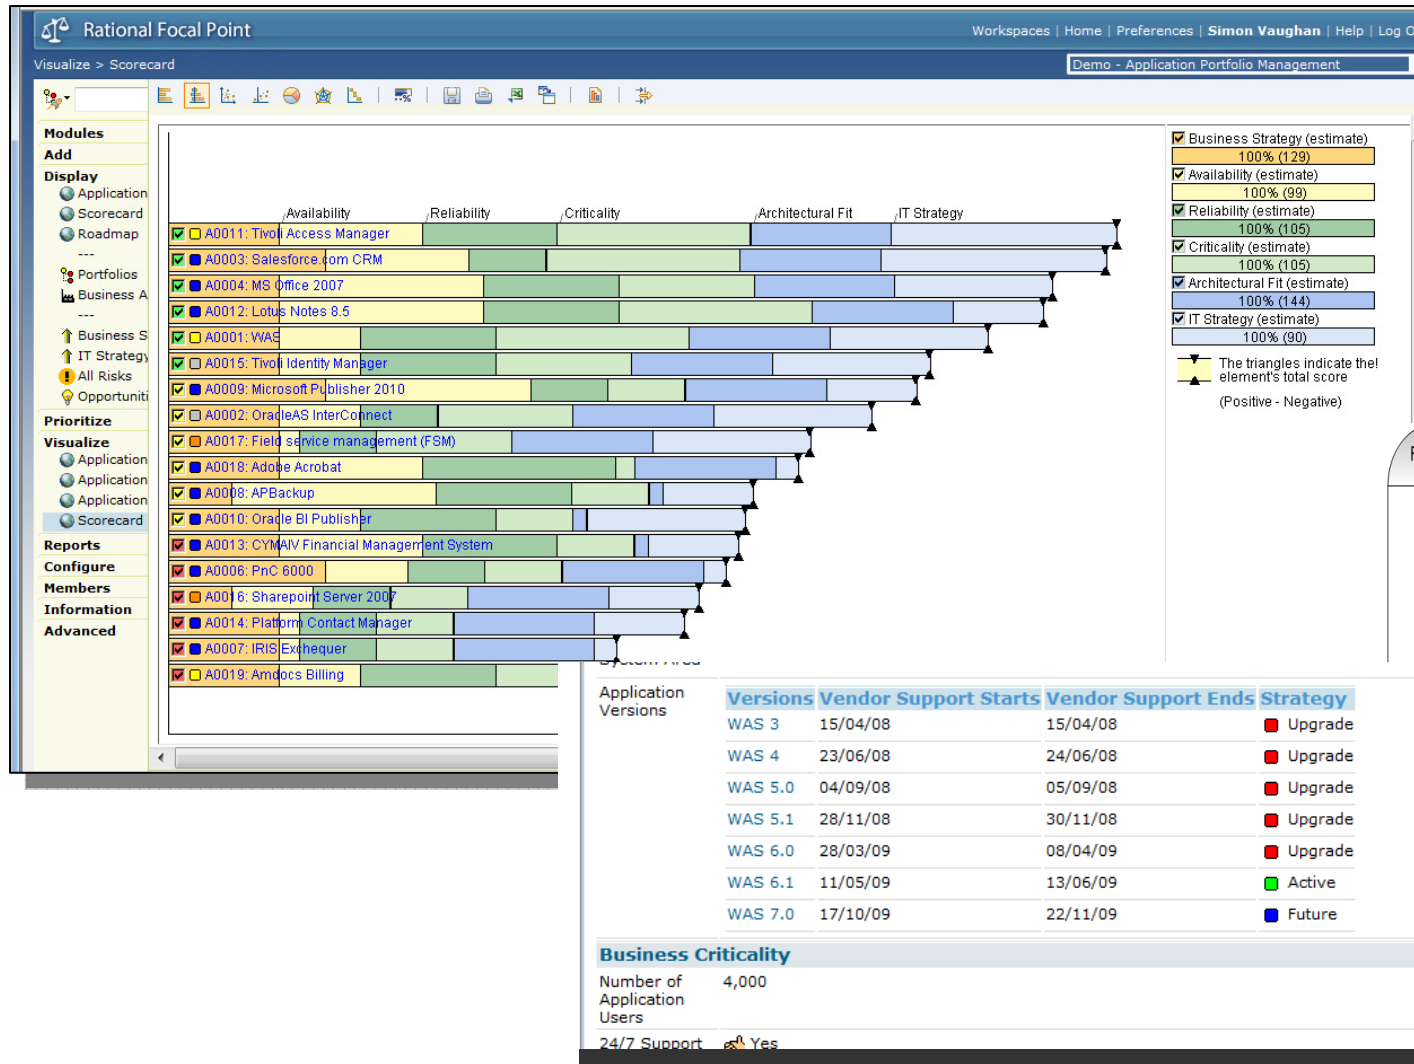 Rational Focal Point
Workspaces | Home | Preferences | Simon Vaughan | Help | Log
Visualize > Scorecard
Demo - Application Portfolio Management
Modules
Add
Display
Application
Scorecard
Roadmap
---
Portfolios
Business A
---
Business S
IT Strategy
All Risks
Opportuniti
Prioritize
Visualize
Application
Application
Application
Scorecard
Reports
Configure
Members
Information
Advanced
Availability Reliability Criticality Architectural Fit IT Strategy
A0011: Tivoli Access Manager
A0003: Salesforce.com CRM
A0004: MS Office 2007
A0012: Lotus Notes 8.5
A0001: WAS
A0015: Tivoli Identity Manager
A0009: Microsoft Publisher 2010
A0002: OracleAS InterConnect
A0017: Field service management (FSM)
A0018: Adobe Acrobat
A0008: APBackup
A0010: Oracle BI Publisher
A0013: CYMAIV Financial Management System
A0006: PnC 6000
A0016: Sharepoint Server 2007
A0014: Platform Contact Manager
A0007: IRIS Exchequer
A0019: Amdocs Billing
Business Strategy (estimate)
100% (129)
Availability (estimate)
100% (99)
Reliability (estimate)
100% (105)
Criticality (estimate)
100% (105)
Architectural Fit (estimate)
100% (144)
IT Strategy (estimate)
100% (90)
The triangles indicate the!
element's total score
(Positive - Negative)
System Area
Application
Versions
Versions Vendor Support Starts Vendor Support Ends Strategy
WAS 3 15/04/08 15/04/08 Upgrade
WAS 4 23/06/08 24/06/08 Upgrade
WAS 5.0 04/09/08 05/09/08 Upgrade
WAS 5.1 28/11/08 30/11/08 Upgrade
WAS 6.0 28/03/09 08/04/09 Upgrade
WAS 6.1 11/05/09 13/06/09 Active
WAS 7.0 17/10/09 22/11/09 Future
Business Criticality
Number of
Application
Users
4,000
24/7 Support Yes